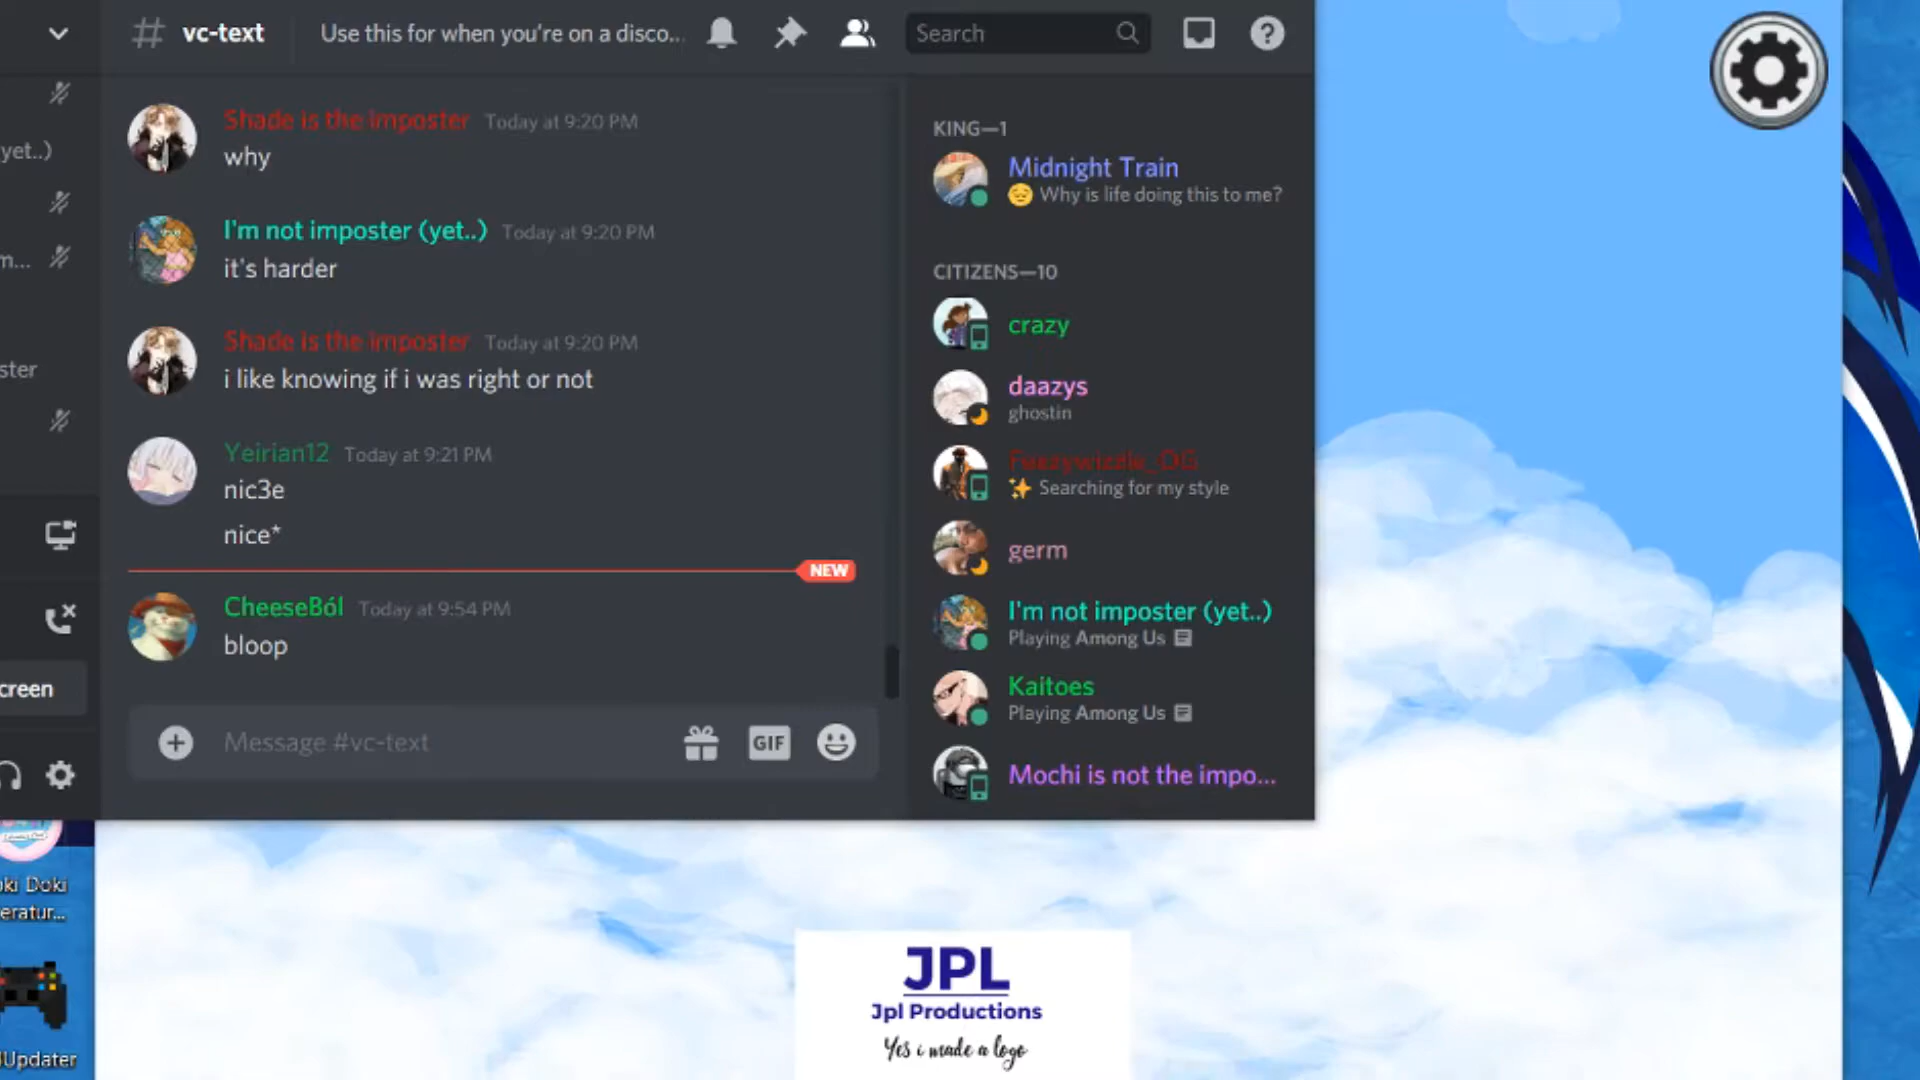 vc-text
Use this for when you're on a disco...
Search
yet..)
m...
ster
creen
Shade is the imposter Today at 9:20 PM
why
I'm not imposter (yet..) Today at 9:20 PM
it's harder
Shade is the imposter Today at 9:20 PM
i like knowing if i was right or not
Yeirian12 Today at 9:21 PM
nic3e
nice*
NEW
CheeseBól Today at 9:54 PM
bloop
Message #vc-text
GIF
KING—1
Midnight Train
Why is life doing this to me?
CITIZENS—10
crazy
daazys
ghostin
Feezywizzle_OG
Searching for my style
germ
I'm not imposter (yet..)
Playing Among Us
Kaitoes
Playing Among Us
Mochi is not the impo...
ki Doki
eratur...
Updater
JPL
Jpl Productions
Yes i made a logo